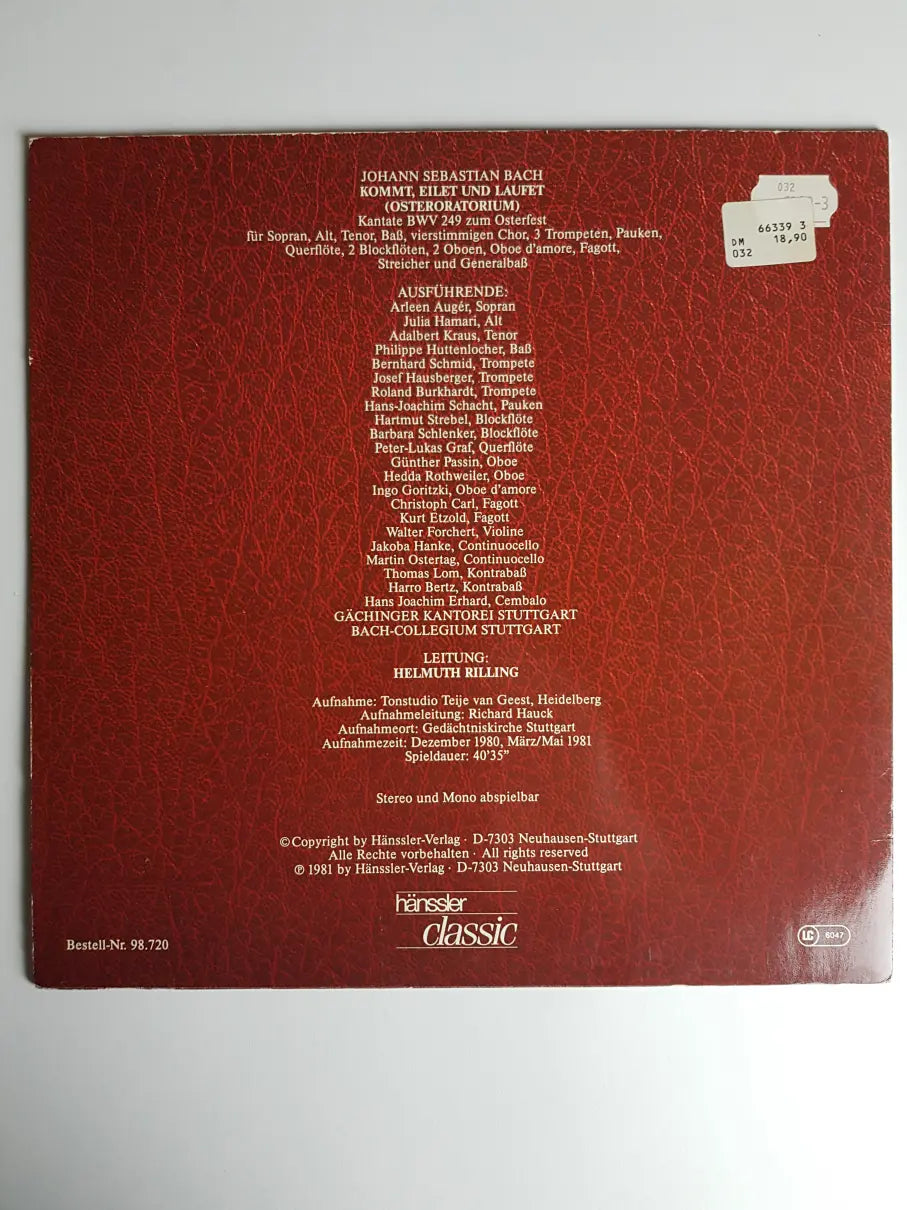 JOHANN SEBASTIAN BACH
KOMMT, EILET UND LAUFET
(OSTERORATORIUM)
Kantate BWV 249 zum Osterfest
für Sopran, Alt, Tenor, Baß, vierstimmigen Chor, 3 Trompeten, Pauken,
Querflöte, 2 Blockflöten, 2 Oboen, Oboe d'amore, Fagott,
Streicher und Generalbaß
032
-3
66339 3
DM 18,90
032
AUSFÜHRENDE:
Arleen Augér, Sopran
Julia Hamari, Alt
Adalbert Kraus, Tenor
Philippe Huttenlocher, Baß
Bernhard Schmid, Trompete
Josef Hausberger, Trompete
Roland Burkhardt, Trompete
Hans-Joachim Schacht, Pauken
Hartmut Strebel, Blockflöte
Barbara Schlenker, Blockflöte
Peter-Lukas Graf, Querflöte
Günther Passin, Oboe
Hedda Rothweiler, Oboe
Ingo Goritzki, Oboe d'amore
Christoph Carl, Fagott
Kurt Etzold, Fagott
Walter Forchert, Violine
Jakoba Hanke, Continuocello
Martin Ostertag, Continuocello
Thomas Lom, Kontrabaß
Harro Bertz, Kontrabaß
Hans Joachim Erhard, Cembalo
GÄCHINGER KANTOREI STUTTGART
BACH-COLLEGIUM STUTTGART
LEITUNG:
HELMUTH RILLING
Aufnahme: Tonstudio Teije van Geest, Heidelberg
Aufnahmeleitung: Richard Hauck
Aufnahmeort: Gedächtniskirche Stuttgart
Aufnahmezeit: Dezember 1980, März/Mai 1981
Spieldauer: 40'35"
Stereo und Mono abspielbar
© Copyright by Hänssler-Verlag · D-7303 Neuhausen-Stuttgart
Alle Rechte vorbehalten · All rights reserved
℗ 1981 by Hänssler-Verlag · D-7303 Neuhausen-Stuttgart
hänssler
classic
Bestell-Nr. 98.720
LC 6047